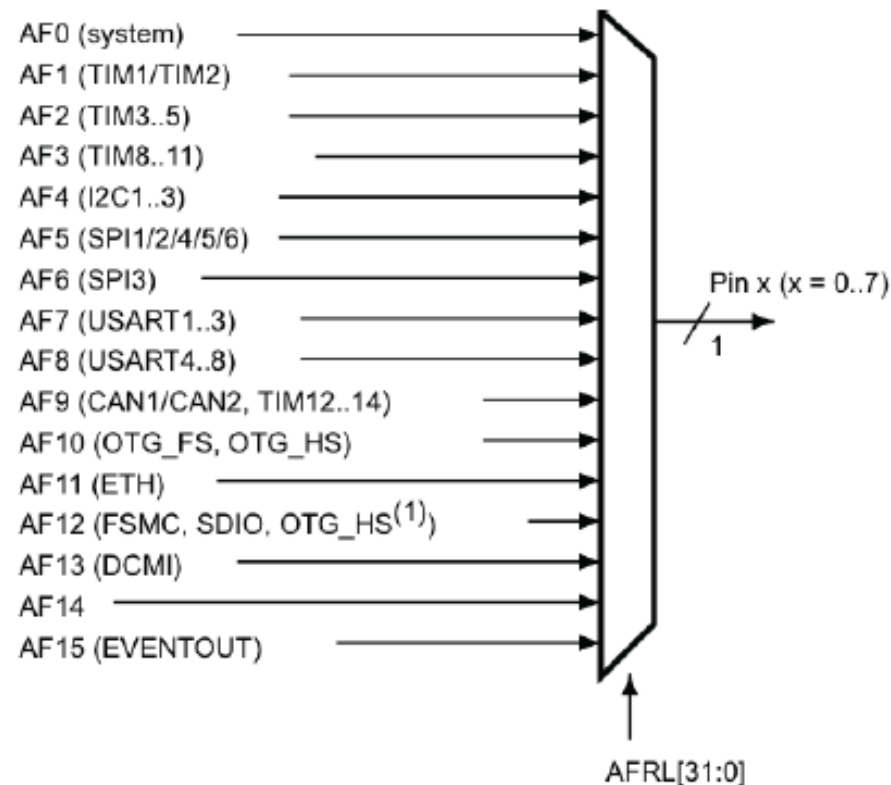 AF0 (system)
AF1 (TIM1/TIM2)
AF2 (TIM3..5)
AF3 (TIM8..11)
AF4 (I2C1..3)
AF5 (SPI1/2/4/5/6)
AF6 (SPI3)
AF7 (USART1..3)
AF8 (USART4..8)
AF9 (CAN1/CAN2, TIM12..14)
AF10 (OTG_FS, OTG_HS)
AF11 (ETH)
AF12 (FSMC, SDIO, OTG_HS(1))
AF13 (DCMI)
AF14
AF15 (EVENTOUT)
Pin x (x = 0..7)
1
AFRL[31:0]